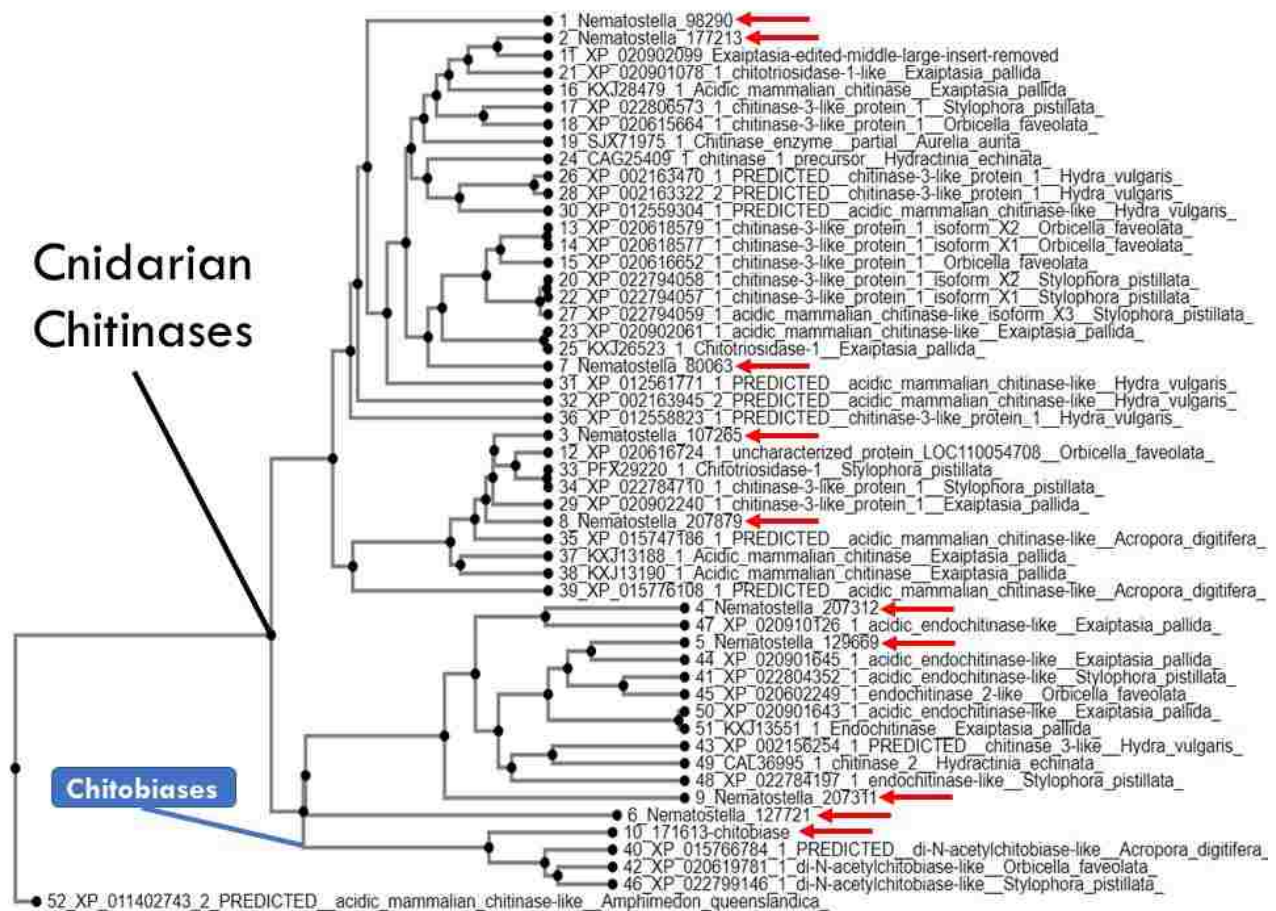 1_Nematostella_98290
2_Nematostella_177213
11_XP_020902099_Exaiptasia-edited-middle-large-insert-removed
21_XP_020901078_1_chitotriosidase-1-like__Exaiptasia_pallida_
16_KXJ28479_1_Acidic_mammalian_chitinase__Exaiptasia_pallida_
17_XP_022806573_1_chitinase-3-like_protein_1__Stylophora_pistillata_
18_XP_020615664_1_chitinase-3-like_protein_1__Orbicella_faveolata_
19_SJX71975_1_Chitinase_enzyme__partial__Aurelia_aurita_
24_CAG25409_1_chitinase_1_precursor__Hydractinia_echinata_
26_XP_002163470_1_PREDICTED__chitinase-3-like_protein_1__Hydra_vulgaris_
28_XP_002163322_2_PREDICTED__chitinase-3-like_protein_1__Hydra_vulgaris_
30_XP_012559304_1_PREDICTED__acidic_mammalian_chitinase-like__Hydra_vulgaris_
13_XP_020618579_1_chitinase-3-like_protein_1_isoform_X2__Orbicella_faveolata_
14_XP_020618577_1_chitinase-3-like_protein_1_isoform_X1__Orbicella_faveolata_
15_XP_020616652_1_chitinase-3-like_protein_1__Orbicella_faveolata_
20_XP_022794058_1_chitinase-3-like_protein_1_isoform_X2__Stylophora_pistillata_
22_XP_022794057_1_chitinase-3-like_protein_1_isoform_X1__Stylophora_pistillata_
27_XP_022794059_1_acidic_mammalian_chitinase-like_isoform_X3__Stylophora_pistillata_
23_XP_020902061_1_acidic_mammalian_chitinase-like__Exaiptasia_pallida_
25_KXJ26523_1_Chitotriosidase-1__Exaiptasia_pallida_
7_Nematostella_80063
31_XP_012561771_1_PREDICTED__acidic_mammalian_chitinase-like__Hydra_vulgaris_
32_XP_002163945_2_PREDICTED__acidic_mammalian_chitinase-like__Hydra_vulgaris_
36_XP_012558823_1_PREDICTED__chitinase-3-like_protein_1__Hydra_vulgaris_
3_Nematostella_107265
12_XP_020616724_1_uncharacterized_protein_LOC110054708__Orbicella_faveolata_
33_PFX29220_1_Chitotriosidase-1__Stylophora_pistillata_
34_XP_022784710_1_chitinase-3-like_protein_1__Stylophora_pistillata_
29_XP_020902240_1_chitinase-3-like_protein_1__Exaiptasia_pallida_
8_Nematostella_207879
35_XP_015747186_1_PREDICTED__acidic_mammalian_chitinase-like__Acropora_digitifera_
37_KXJ13188_1_Acidic_mammalian_chitinase__Exaiptasia_pallida_
38_KXJ13190_1_Acidic_mammalian_chitinase__Exaiptasia_pallida_
39_XP_015776108_1_PREDICTED__acidic_mammalian_chitinase-like__Acropora_digitifera_
4_Nematostella_207312
47_XP_020910126_1_acidic_endochitinase-like__Exaiptasia_pallida_
5_Nematostella_129669
44_XP_020901645_1_acidic_endochitinase-like__Exaiptasia_pallida_
41_XP_022804352_1_acidic_endochitinase-like__Stylophora_pistillata_
45_XP_020602249_1_endochitinase_2-like__Orbicella_faveolata_
50_XP_020901643_1_acidic_endochitinase-like__Exaiptasia_pallida_
51_KXJ13551_1_Endochitinase__Exaiptasia_pallida_
43_XP_002156254_1_PREDICTED__chitinase_3-like__Hydra_vulgaris_
49_CAL36995_1_chitinase_2__Hydractinia_echinata_
48_XP_022784197_1_endochitinase-like__Stylophora_pistillata_
9_Nematostella_207311
6_Nematostella_127721
10_171613-chitobiase
40_XP_015766784_1_PREDICTED__di-N-acetylchitobiase-like__Acropora_digitifera_
42_XP_020619781_1_di-N-acetylchitobiase-like__Orbicella_faveolata_
46_XP_022799146_1_di-N-acetylchitobiase-like__Stylophora_pistillata_
52_XP_011402743_2_PREDICTED__acidic_mammalian_chitinase-like__Amphimedon_queenslandica_
Cnidarian
Chitinases
Chitobiases